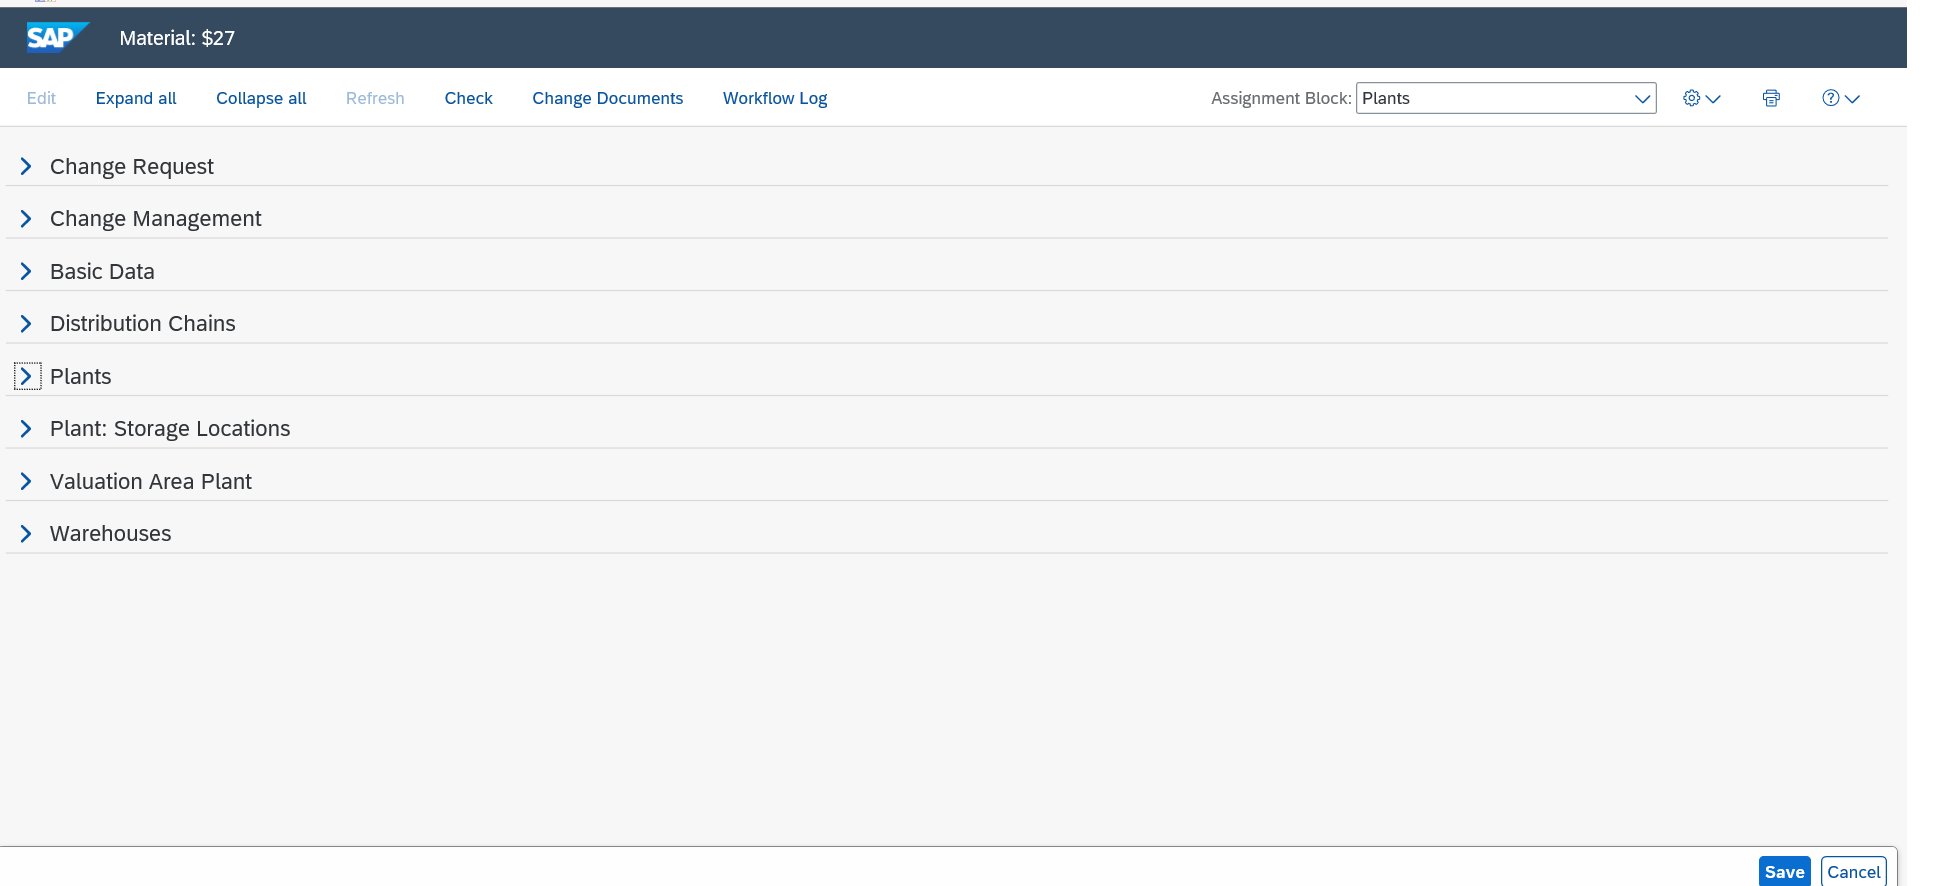 SAP Material: $27
Edit Expand all Collapse all Refresh Check Change Documents Workflow Log Assignment Block: Plants
Change Request
Change Management
Basic Data
Distribution Chains
Plants
Plant: Storage Locations
Valuation Area Plant
Warehouses
Save Cancel